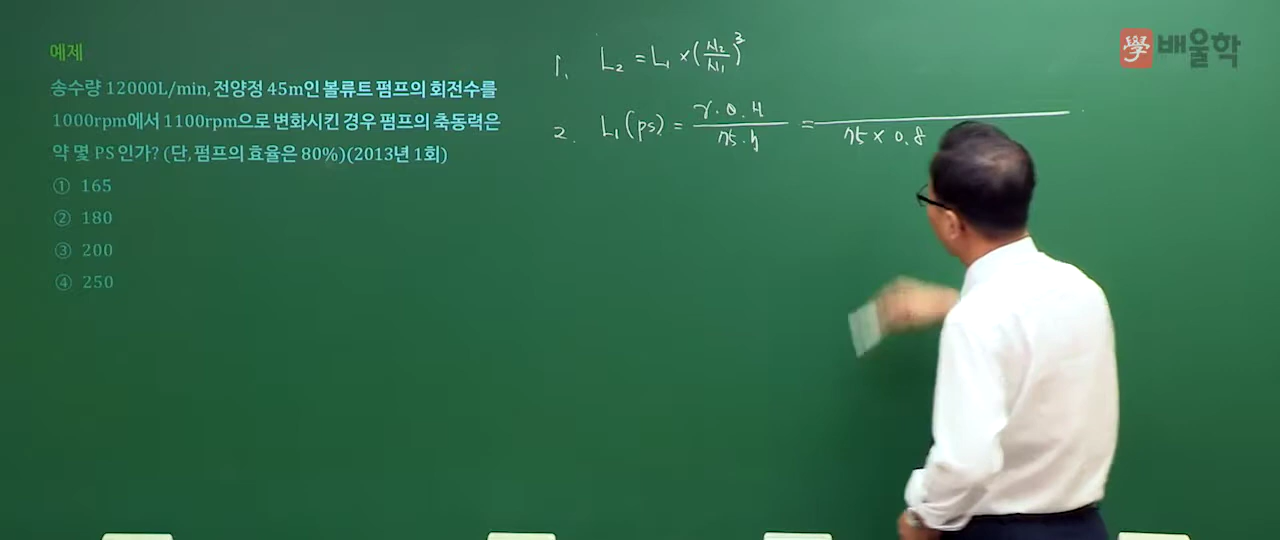 예제
송수량 12000L/min, 전양정 45m인 볼류트 펌프의 회전수를
1000rpm에서 1100rpm으로 변화시킨 경우 펌프의 축동력은
약 몇 PS인가? (단, 펌프의 효율은 80%)(2013년 1회)
① 165
② 180
③ 200
④ 250
1. L₂ = L₁ × (N₂/N₁)³
2. L₁(ps) = γ·Q·H / 75·η = / 75 × 0.8
學 배울학